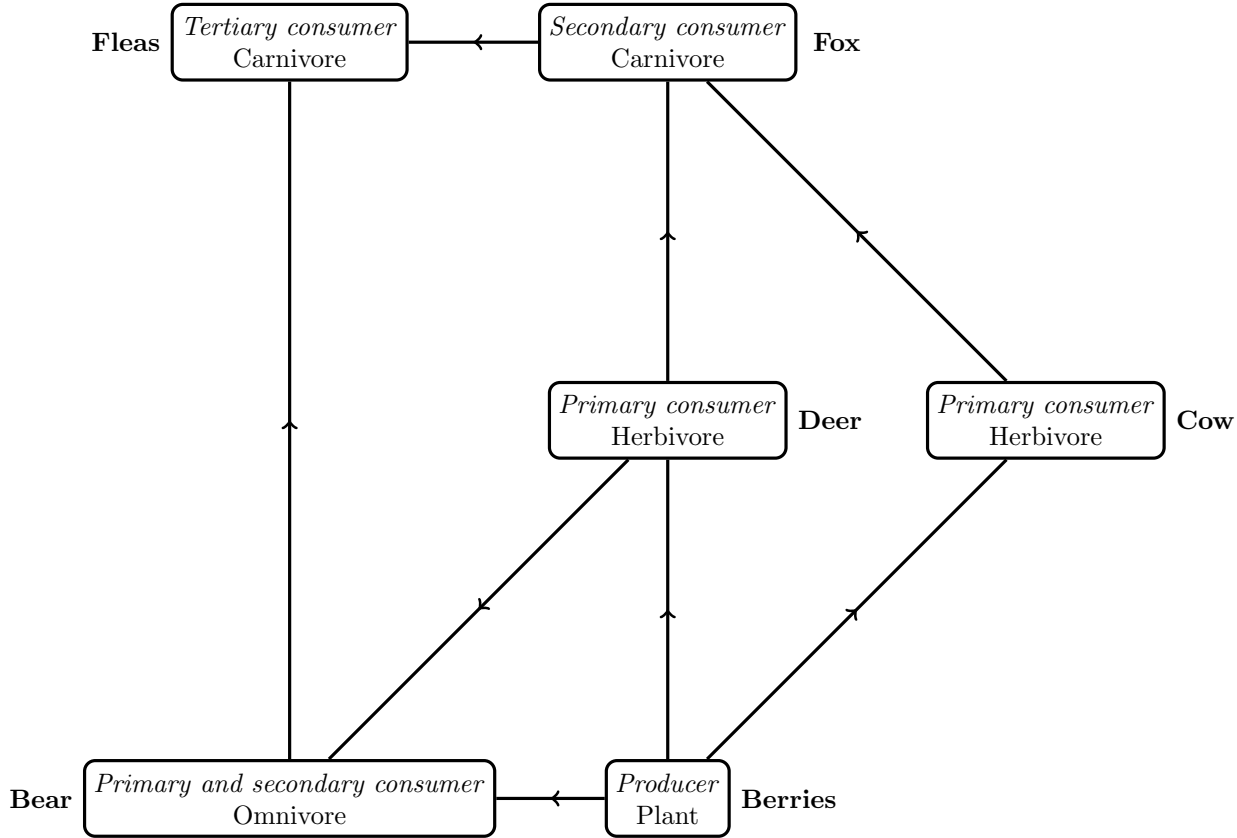 Fleas
Tertiary consumer
Carnivore
Secondary consumer
Carnivore
Fox
Primary consumer
Herbivore
Deer
Primary consumer
Herbivore
Cow
Bear
Primary and secondary consumer
Omnivore
Producer
Plant
Berries